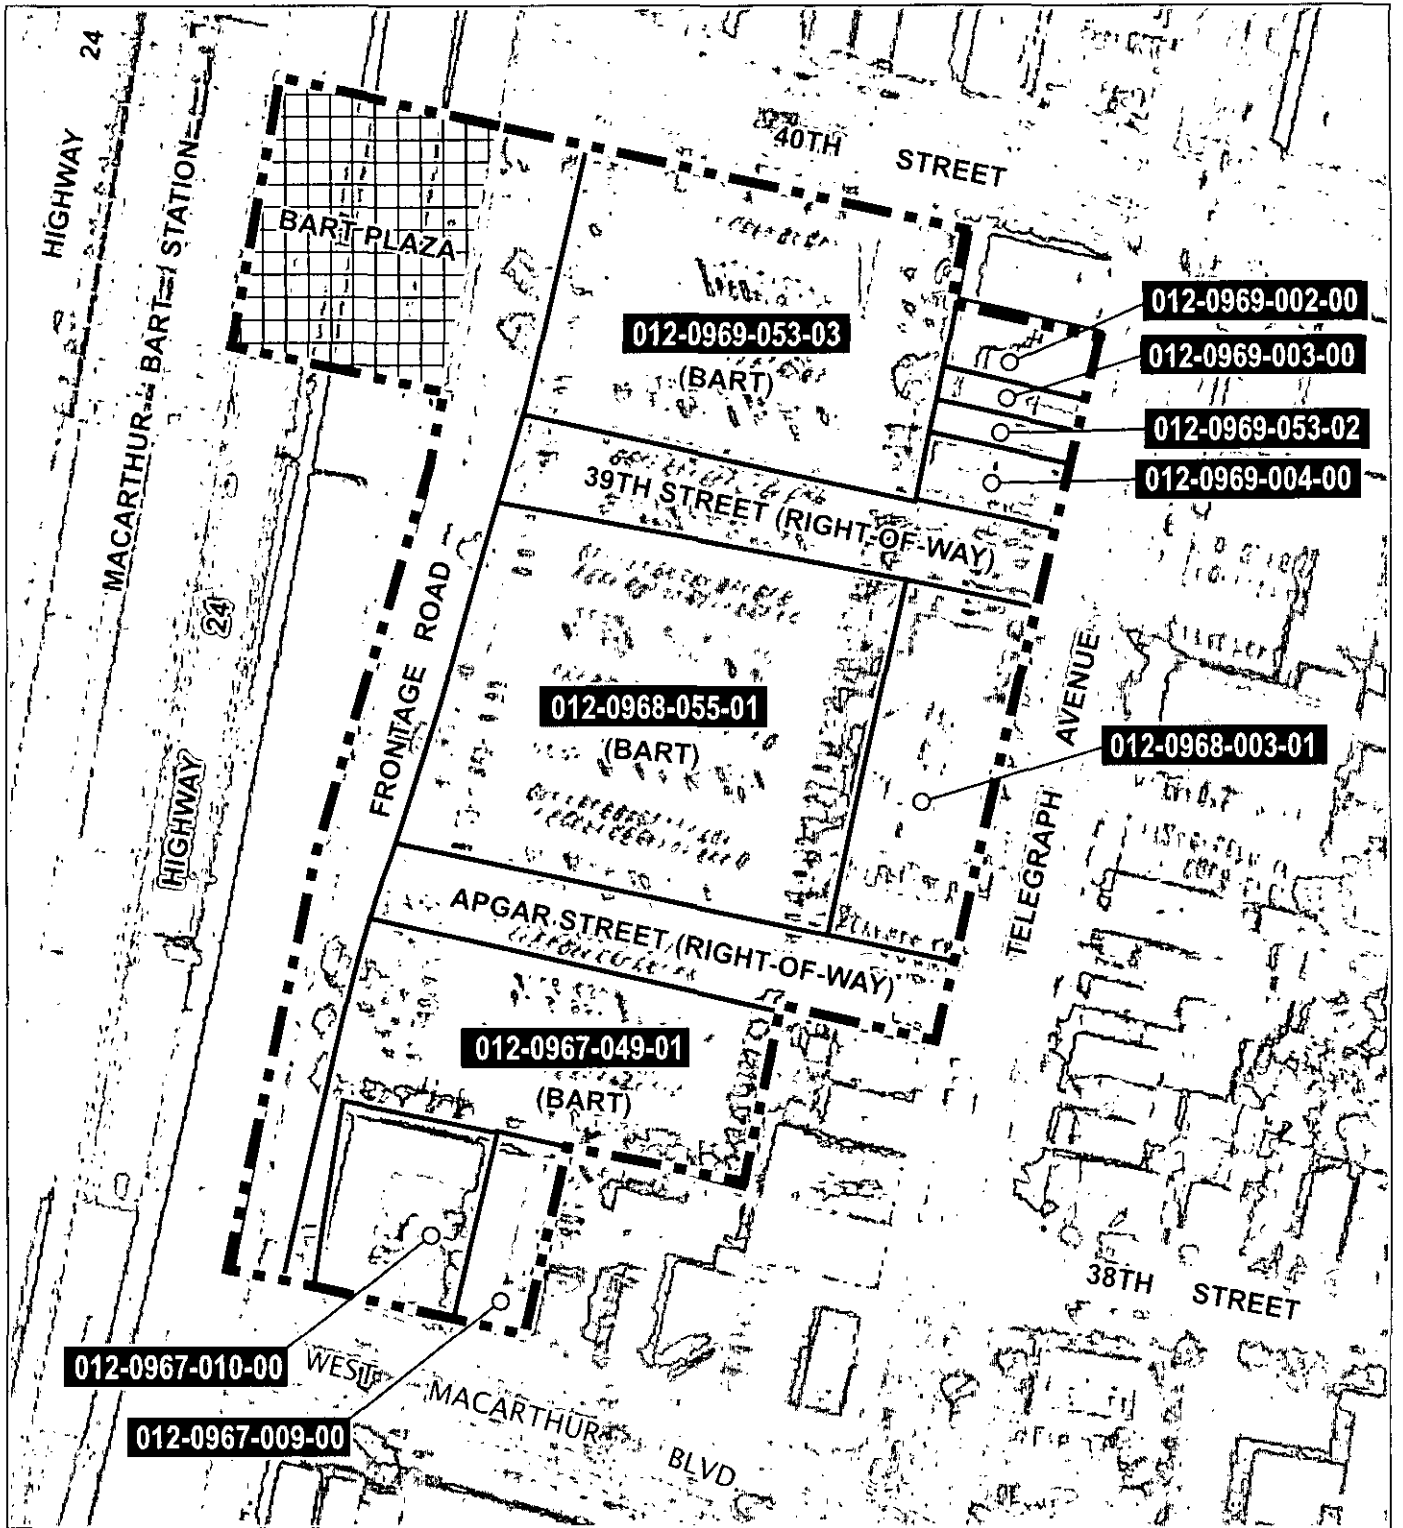 HIGHWAY 24
MACARTHUR BART STATION
BART PLAZA
40TH STREET
012-0969-053-03
(BART)
012-0969-002-00
012-0969-003-00
012-0969-053-02
012-0969-004-00
39TH STREET (RIGHT-OF-WAY)
FRONTAGE ROAD
HIGHWAY 24
012-0968-055-01
(BART)
012-0968-003-01
TELEGRAPH AVENUE
APGAR STREET (RIGHT-OF-WAY)
012-0967-049-01
(BART)
38TH STREET
012-0967-010-00
012-0967-009-00
WEST MACARTHUR BLVD